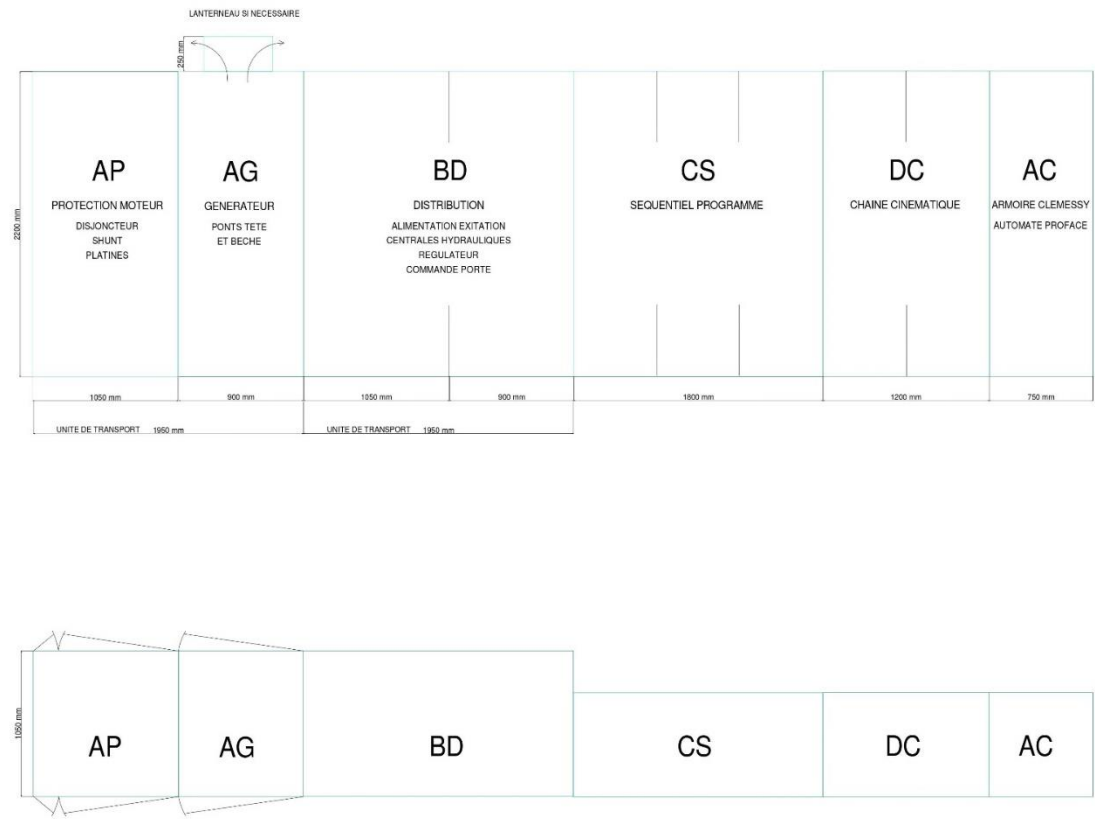 LANTERNEAU SI NECESSAIRE
250 mm
2200 mm
AP
PROTECTION MOTEUR
DISJONCTEUR
SHUNT
PLATINES
AG
GENERATEUR
PONTS TETE
ET BECHE
BD
DISTRIBUTION
ALIMENTATION EXITATION
CENTRALES HYDRAULIQUES
REGULATEUR
COMMANDE PORTE
CS
SEQUENTIEL PROGRAMME
DC
CHAINE CINEMATIQUE
AC
ARMOIRE CLEMESSY
AUTOMATE PROFACE
1050 mm
900 mm
1050 mm
900 mm
1800 mm
1200 mm
750 mm
UNITE DE TRANSPORT 1950 mm
UNITE DE TRANSPORT 1950 mm
1050 mm
AP
AG
BD
CS
DC
AC